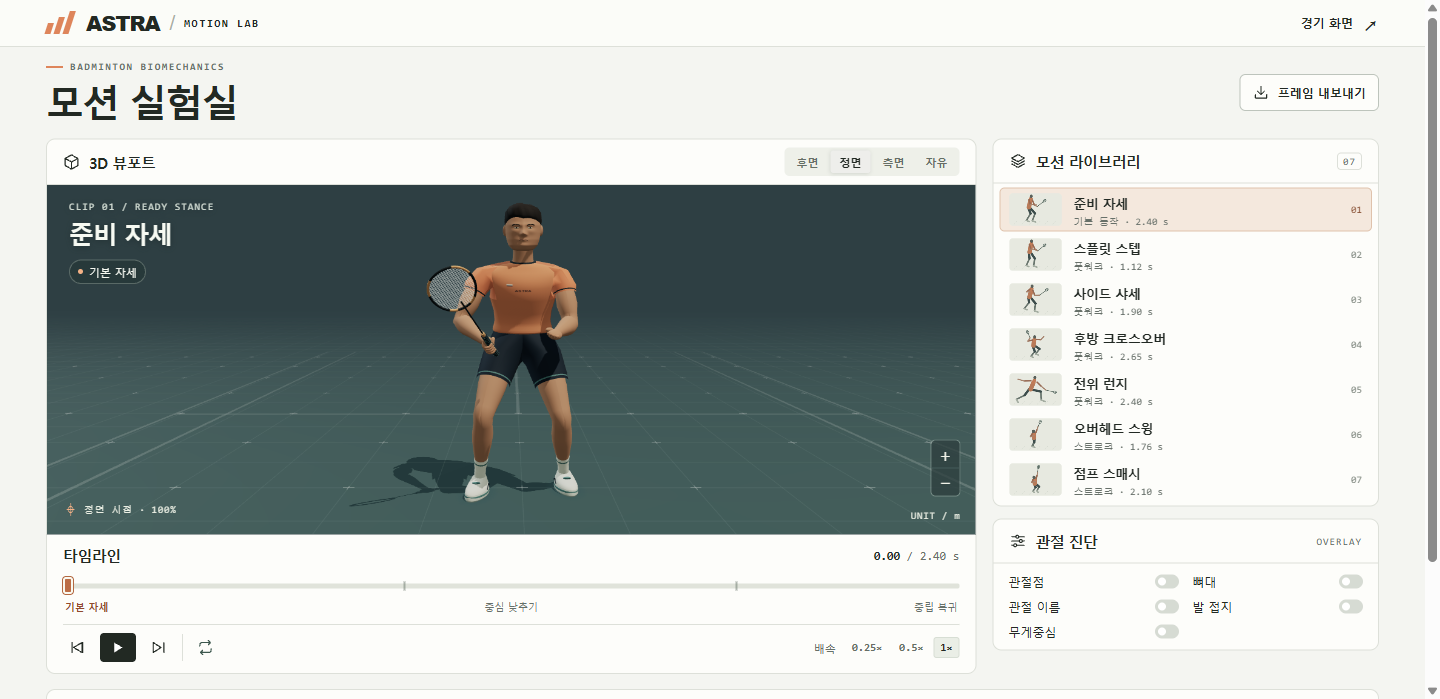 ASTRA / MOTION LAB
경기 화면
BADMINTON BIOMECHANICS
모션 실험실
프레임 내보내기
3D 뷰포트
후면 정면 측면 자유
CLIP 01 / READY STANCE
준비 자세
기본 자세
정면 시점 · 100%
+
−
UNIT / m
타임라인
0.00 / 2.40 s
기본 자세 중심 낮추기 중립 복귀
배속 0.25× 0.5× 1×
모션 라이브러리 07
준비 자세
기본 동작 · 2.40 s
01
스플릿 스텝
풋워크 · 1.12 s
02
사이드 샤세
풋워크 · 1.90 s
03
후방 크로스오버
풋워크 · 2.65 s
04
전위 런지
풋워크 · 2.40 s
05
오버헤드 스윙
스트로크 · 1.76 s
06
점프 스매시
스트로크 · 2.10 s
07
관절 진단 OVERLAY
관절점 뼈대
관절 이름 발 접지
무게중심